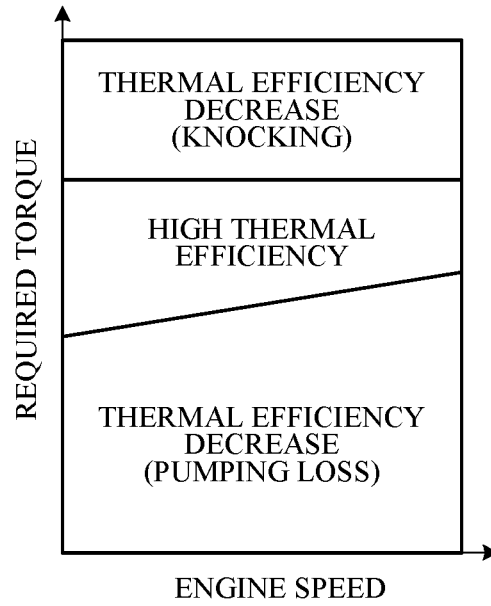 THERMAL EFFICIENCY
DECREASE
(KNOCKING)
HIGH THERMAL
EFFICIENCY
THERMAL EFFICIENCY
DECREASE
(PUMPING LOSS)
REQUIRED TORQUE
ENGINE SPEED